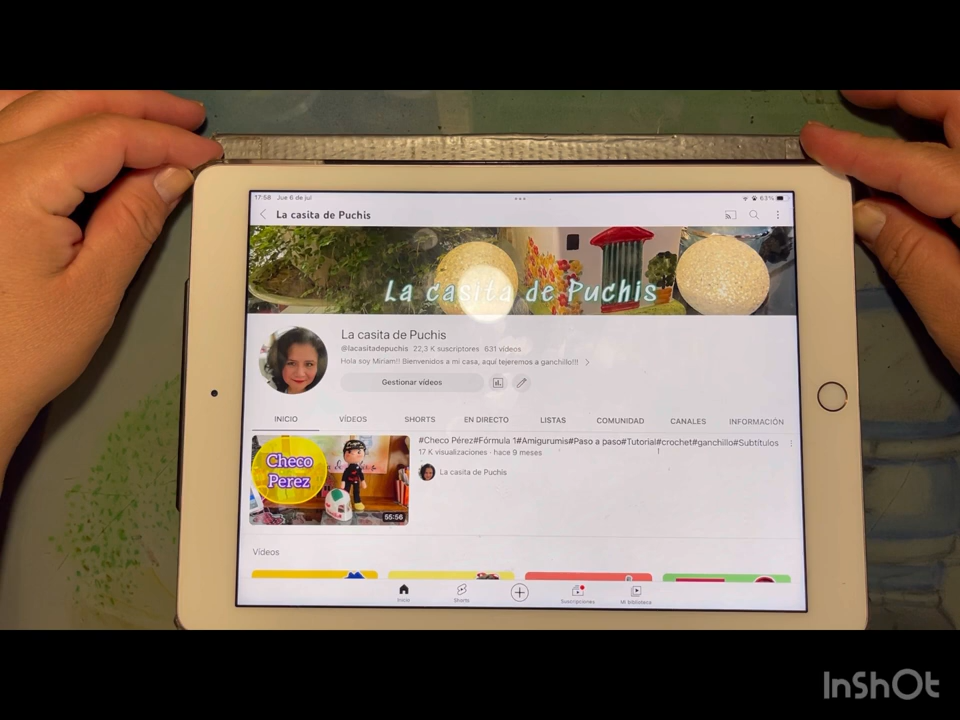 17:58 Jue 6 de jul
63%
La casita de Puchis
La casita de Puchis
La casita de Puchis
@lacasitadepuchis 22,3 K suscriptores 631 vídeos
Hola soy Miriam!! Bienvenidos a mi casa, aquí tejeremos a ganchillo!!!
Gestionar vídeos
INICIO VÍDEOS SHORTS EN DIRECTO LISTAS COMUNIDAD CANALES INFORMACIÓN
Checo
Perez
55:56
#Checo Pérez#Fórmula 1#Amigurumis#Paso a paso#Tutorial#crochet#ganchillo#Subtítulos
!
17 K visualizaciones · hace 9 meses
La casita de Puchis
Vídeos
Inicio Shorts Suscripciones Mi biblioteca
InShOt